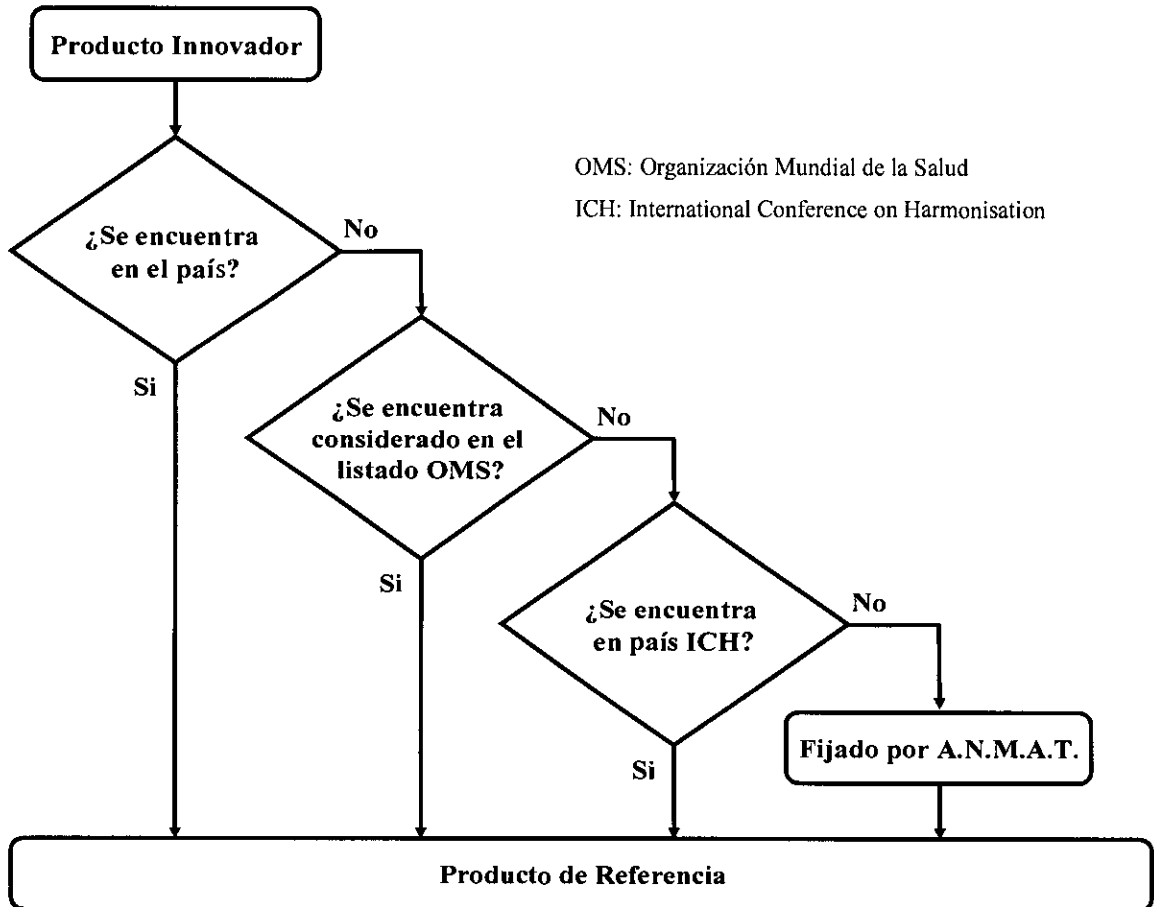 Producto Innovador
OMS: Organización Mundial de la Salud
ICH: International Conference on Harmonisation
¿Se encuentra
en el país?
No
Si
¿Se encuentra
considerado en el
listado OMS?
No
Si
¿Se encuentra
en país ICH?
No
Si
Fijado por A.N.M.A.T.
Producto de Referencia